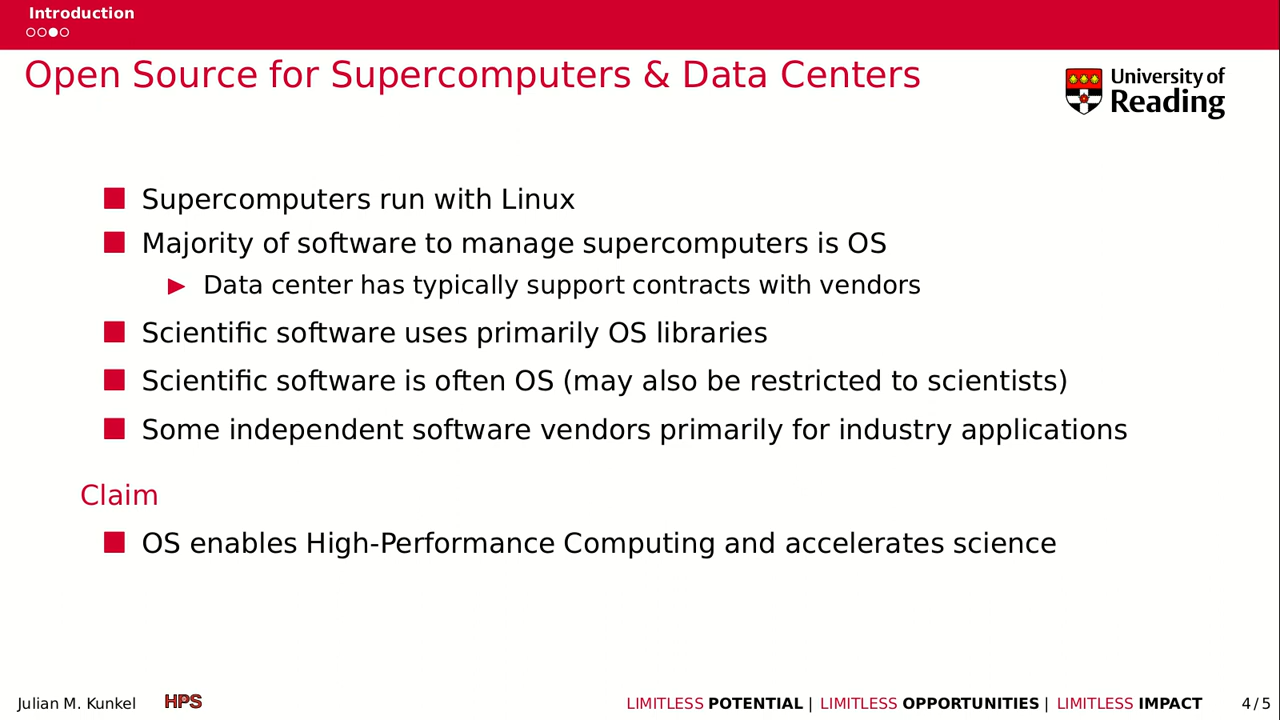 Introduction
Open Source for Supercomputers & Data Centers
University of
Reading
Supercomputers run with Linux
Majority of software to manage supercomputers is OS
Data center has typically support contracts with vendors
Scientific software uses primarily OS libraries
Scientific software is often OS (may also be restricted to scientists)
Some independent software vendors primarily for industry applications
Claim
OS enables High-Performance Computing and accelerates science
Julian M. Kunkel HPS LIMITLESS POTENTIAL | LIMITLESS OPPORTUNITIES | LIMITLESS IMPACT 4/5